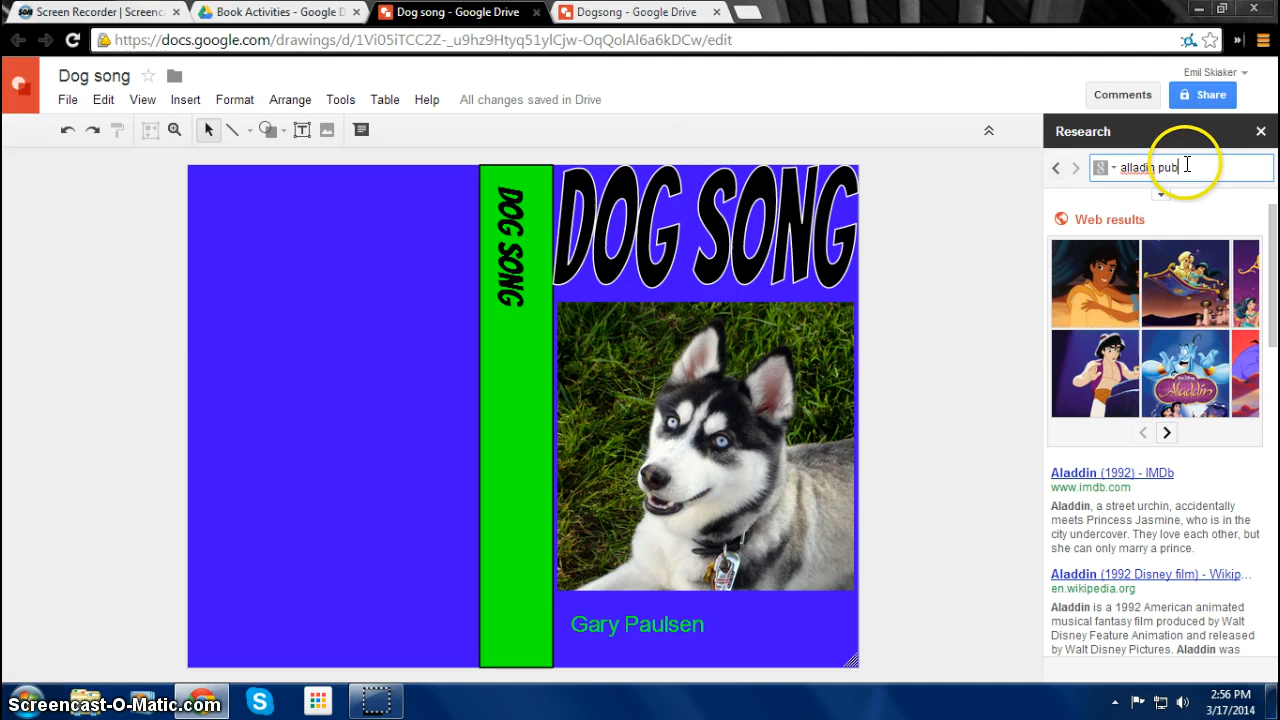 Screen Recorder | Screenca
Book Activities - Google D
Dog song - Google Drive
Dogsong - Google Drive
https://docs.google.com/drawings/d/1Vi05iTCC2Z-_u9hz9Htyq51ylCjw-OqQoIAl6a6kDCw/edit
Dog song
Emil Skiaker
File Edit View Insert Format Arrange Tools Table Help All changes saved in Drive
Comments
Share
Research
alladin pub
Web results
DOG SONG
DOG SONG
Gary Paulsen
Aladdin
Aladdin (1992) - IMDb
www.imdb.com
Aladdin, a street urchin, accidentally
meets Princess Jasmine, who is in the
city undercover. They love each other, but
she can only marry a prince.
Aladdin (1992 Disney film) - Wikip...
en.wikipedia.org
Aladdin is a 1992 American animated
musical fantasy film produced by Walt
Disney Feature Animation and released
by Walt Disney Pictures. Aladdin was
Screencast-O-Matic.com
2:56 PM
3/17/2014